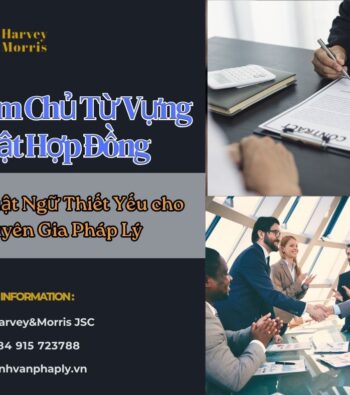 Harvey
Morris
m Chủ Từ Vựng
ật Hợp Đồng
ật Ngữ Thiết Yếu cho
yên Gia Pháp Lý
INFORMATION :
arvey&Morris JSC
84 915 723788
nhvanphaply.vn
CONTRACT